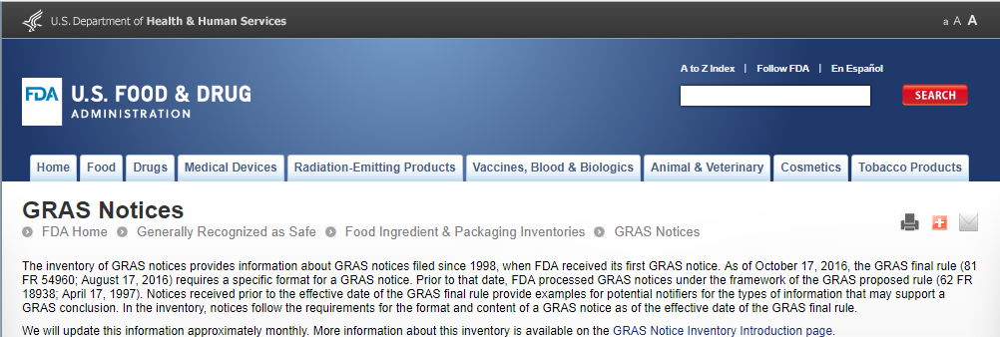 U.S. Department of Health & Human Services
a A A
A to Z Index | Follow FDA | En Español
FDA U.S. FOOD & DRUG
ADMINISTRATION
SEARCH
Home Food Drugs Medical Devices Radiation-Emitting Products Vaccines, Blood & Biologics Animal & Veterinary Cosmetics Tobacco Products
GRAS Notices
FDA Home Generally Recognized as Safe Food Ingredient & Packaging Inventories GRAS Notices
The inventory of GRAS notices provides information about GRAS notices filed since 1998, when FDA received its first GRAS notice. As of October 17, 2016, the GRAS final rule (81
FR 54960; August 17, 2016) requires a specific format for a GRAS notice. Prior to that date, FDA processed GRAS notices under the framework of the GRAS proposed rule (62 FR
18938; April 17, 1997). Notices received prior to the effective date of the GRAS final rule provide examples for potential notifiers for the types of information that may support a
GRAS conclusion. In the inventory, notices follow the requirements for the format and content of a GRAS notice as of the effective date of the GRAS final rule.
We will update this information approximately monthly. More information about this inventory is available on the GRAS Notice Inventory Introduction page.